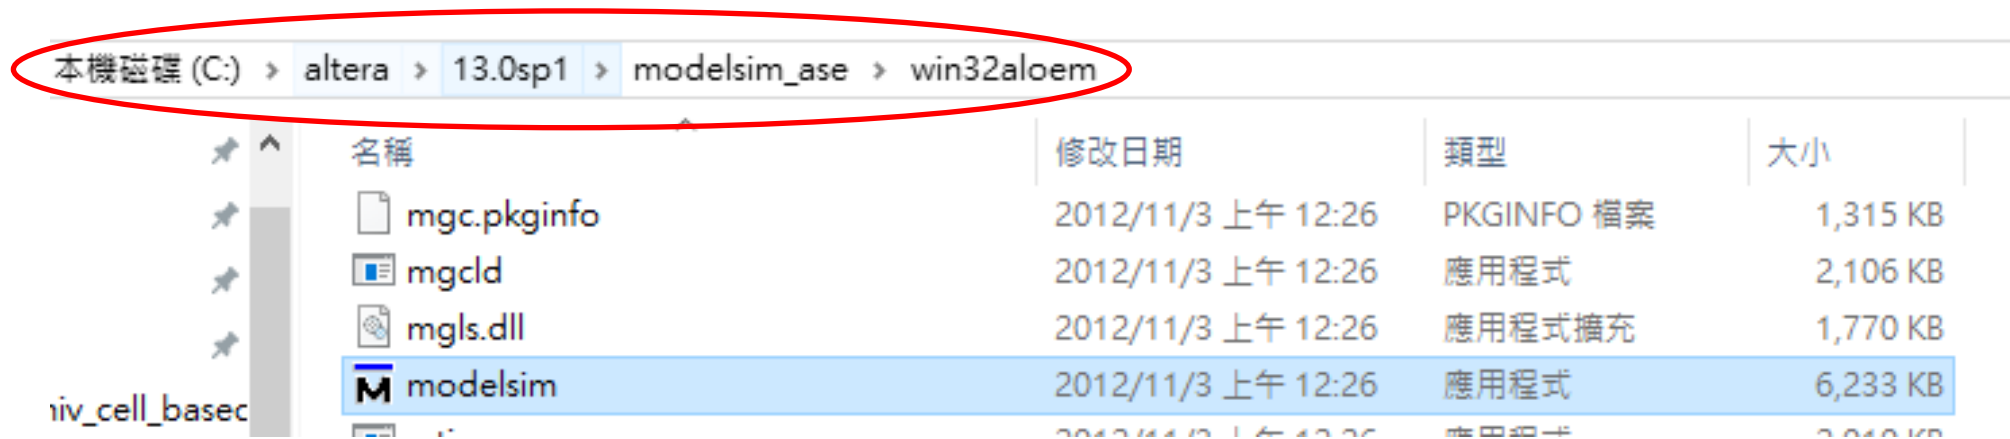 本機磁碟 (C:) > altera > 13.0sp1 > modelsim_ase > win32aloem
名稱 修改日期 類型 大小
mgc.pkginfo 2012/11/3 上午 12:26 PKGINFO 檔案 1,315 KB
mgcld 2012/11/3 上午 12:26 應用程式 2,106 KB
mgls.dll 2012/11/3 上午 12:26 應用程式擴充 1,770 KB
modelsim 2012/11/3 上午 12:26 應用程式 6,233 KB
iv_cell_basec